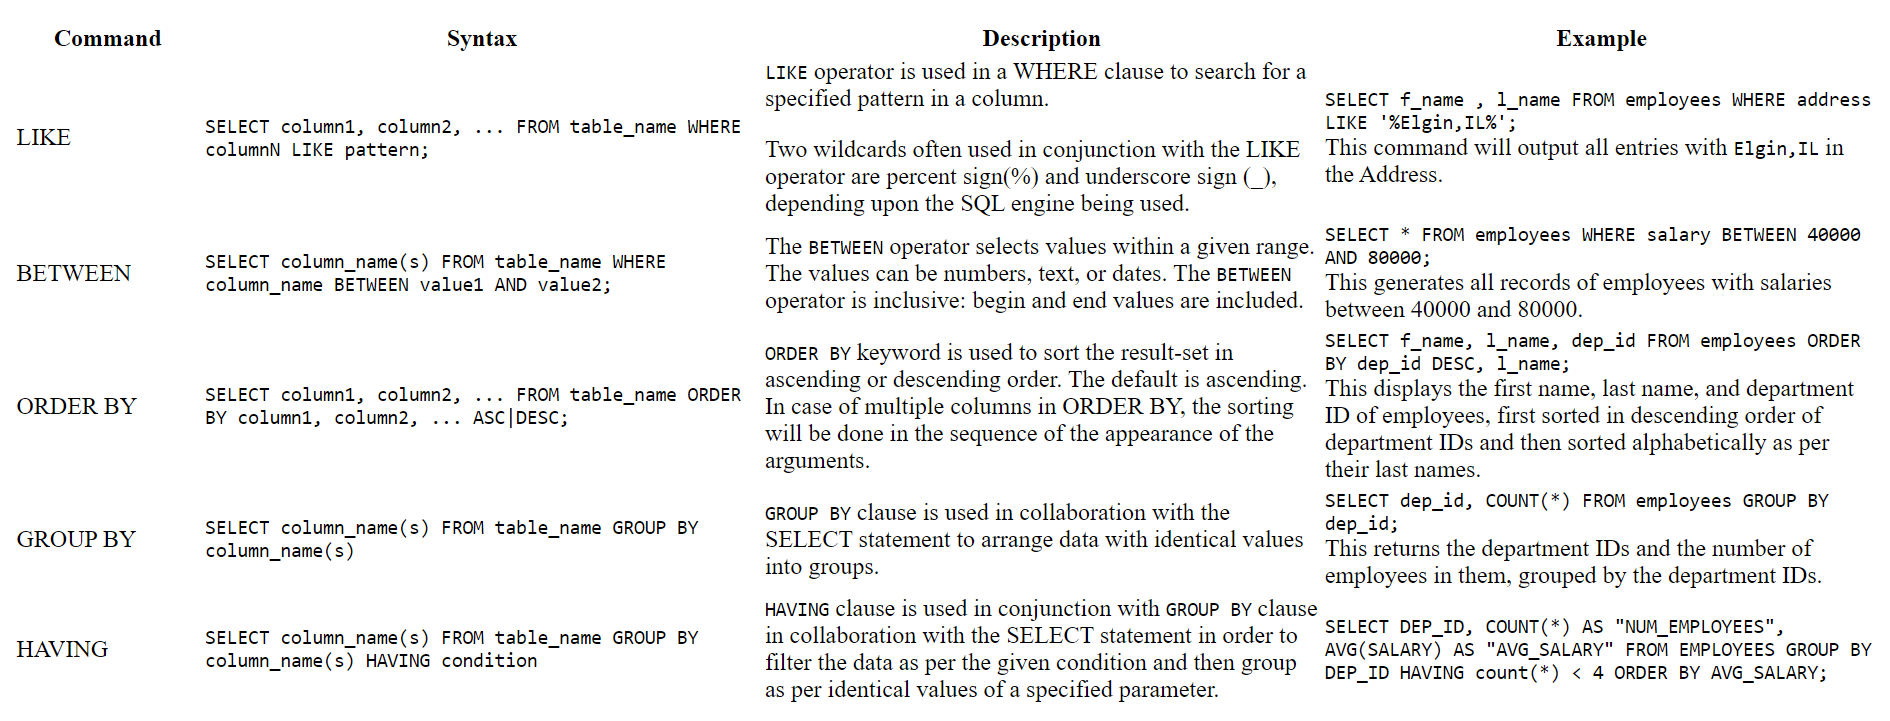 Command Syntax Description Example
LIKE
SELECT column1, column2, ... FROM table_name WHERE
columnN LIKE pattern;
LIKE operator is used in a WHERE clause to search for a
specified pattern in a column.
Two wildcards often used in conjunction with the LIKE
operator are percent sign(%) and underscore sign (_),
depending upon the SQL engine being used.
SELECT f_name , l_name FROM employees WHERE address
LIKE '%Elgin,IL%';
This command will output all entries with Elgin,IL in
the Address.
BETWEEN
SELECT column_name(s) FROM table_name WHERE
column_name BETWEEN value1 AND value2;
The BETWEEN operator selects values within a given range.
The values can be numbers, text, or dates. The BETWEEN
operator is inclusive: begin and end values are included.
SELECT * FROM employees WHERE salary BETWEEN 40000
AND 80000;
This generates all records of employees with salaries
between 40000 and 80000.
ORDER BY
SELECT column1, column2, ... FROM table_name ORDER
BY column1, column2, ... ASC|DESC;
ORDER BY keyword is used to sort the result-set in
ascending or descending order. The default is ascending.
In case of multiple columns in ORDER BY, the sorting
will be done in the sequence of the appearance of the
arguments.
SELECT f_name, l_name, dep_id FROM employees ORDER
BY dep_id DESC, l_name;
This displays the first name, last name, and department
ID of employees, first sorted in descending order of
department IDs and then sorted alphabetically as per
their last names.
GROUP BY
SELECT column_name(s) FROM table_name GROUP BY
column_name(s)
GROUP BY clause is used in collaboration with the
SELECT statement to arrange data with identical values
into groups.
SELECT dep_id, COUNT(*) FROM employees GROUP BY
dep_id;
This returns the department IDs and the number of
employees in them, grouped by the department IDs.
HAVING
SELECT column_name(s) FROM table_name GROUP BY
column_name(s) HAVING condition
HAVING clause is used in conjunction with GROUP BY clause
in collaboration with the SELECT statement in order to
filter the data as per the given condition and then group
as per identical values of a specified parameter.
SELECT DEP_ID, COUNT(*) AS "NUM_EMPLOYEES",
AVG(SALARY) AS "AVG_SALARY" FROM EMPLOYEES GROUP BY
DEP_ID HAVING count(*) < 4 ORDER BY AVG_SALARY;